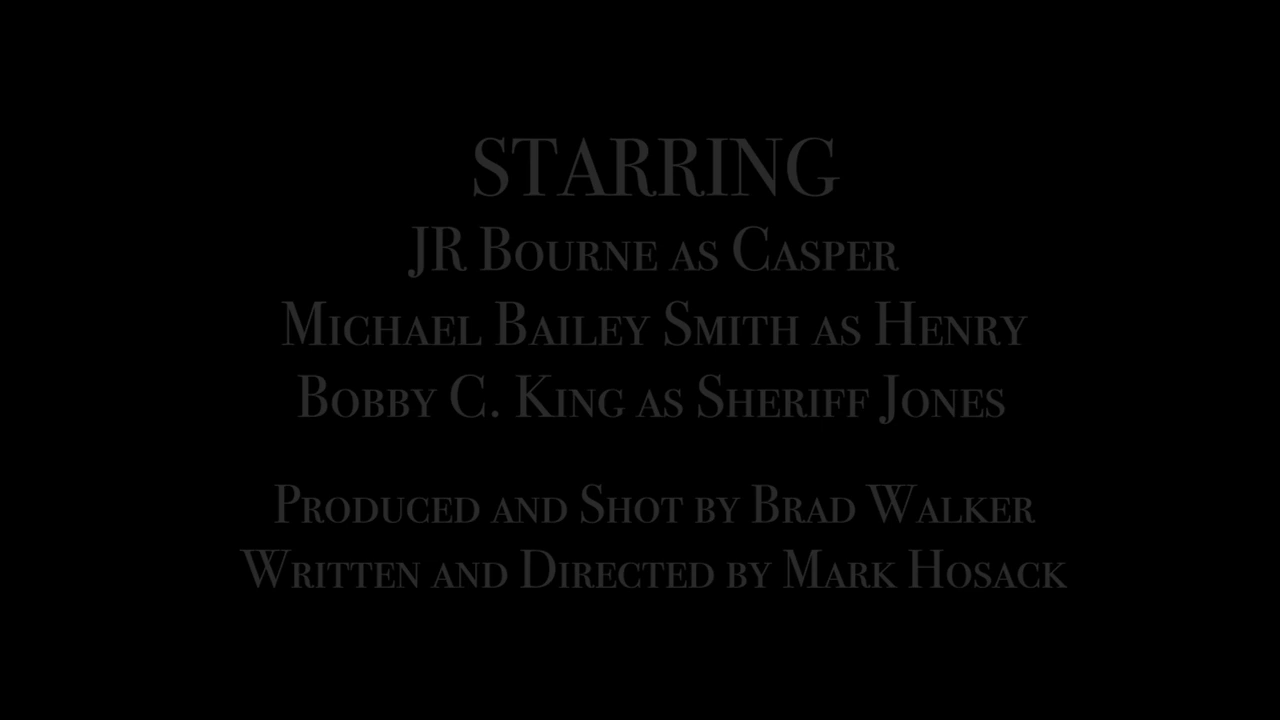 STARRING
JR Bourne as Casper
Michael Bailey Smith as Henry
Bobby C. King as Sheriff Jones
Produced and Shot by Brad Walker
Written and Directed by Mark Hosack